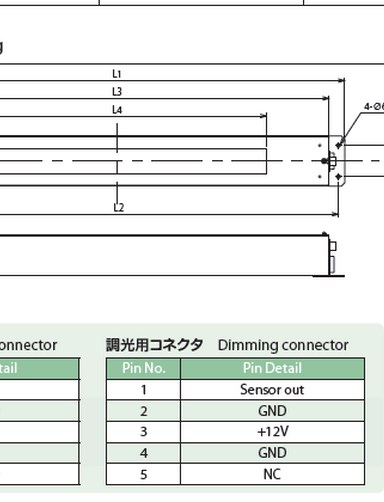 g
L1
L3
L4
4-Ø6
L2
onnector
調光用コネクタ Dimming connector
tail
Pin No. Pin Detail
1 Sensor out
2 GND
3 +12V
4 GND
5 NC